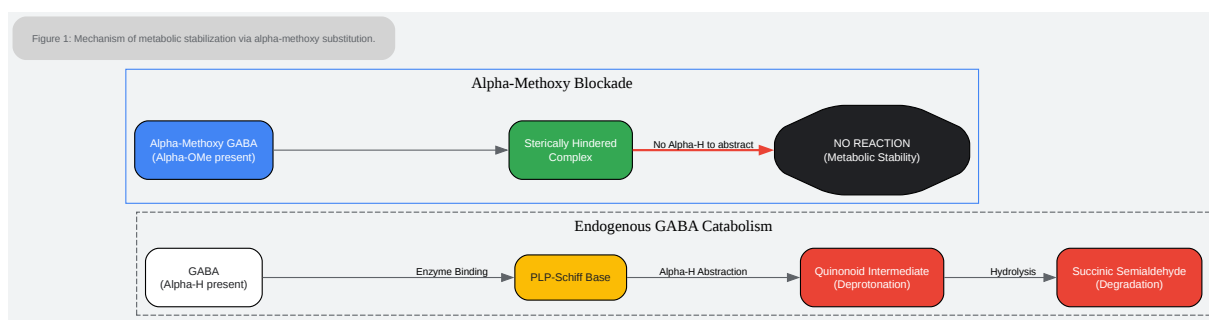 Figure 1: Mechanism of metabolic stabilization via alpha-methoxy substitution.
Alpha-Methoxy Blockade
Alpha-Methoxy GABA
(Alpha-OMe present)
Sterically Hindered
Complex
No Alpha-H to abstract
NO REACTION
(Metabolic Stability)
Endogenous GABA Catabolism
GABA
(Alpha-H present)
Enzyme Binding
PLP-Schiff Base
Alpha-H Abstraction
Quinonoid Intermediate
(Deprotonation)
Hydrolysis
Succinic Semialdehyde
(Degradation)